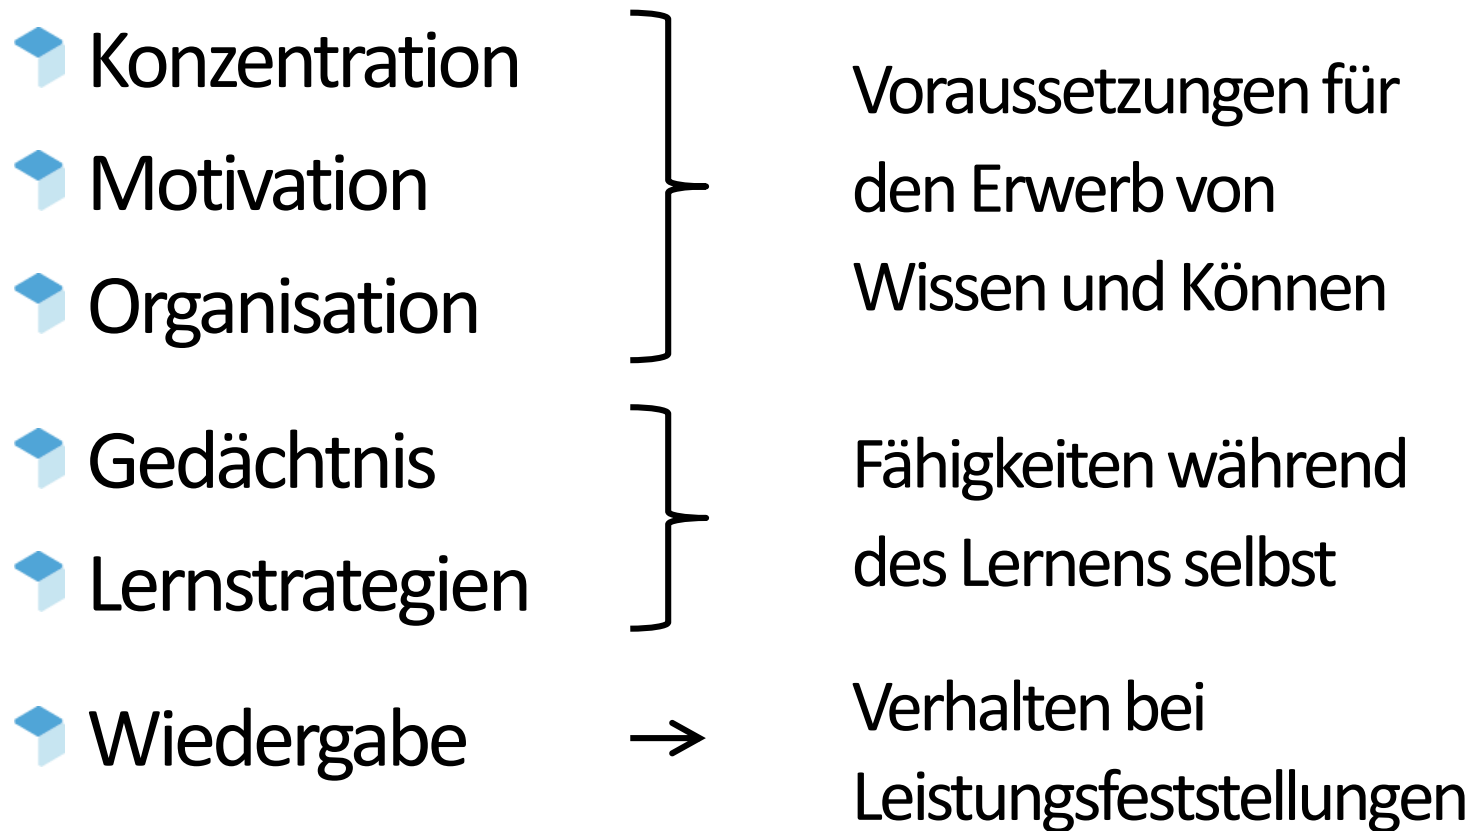 Konzentration
Motivation
Organisation
Voraussetzungen für
den Erwerb von
Wissen und Können
Gedächtnis
Lernstrategien
Fähigkeiten während
des Lernens selbst
Wiedergabe
Verhalten bei
Leistungsfeststellungen